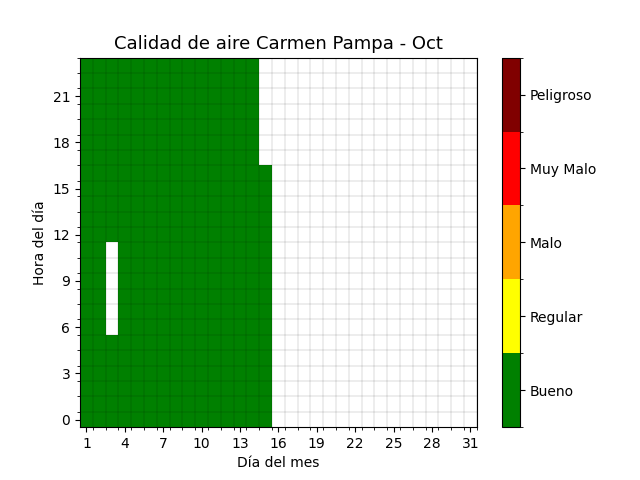 Calidad de aire Carmen Pampa - Oct
21
18
15
12
9
6
3
0
Hora del día
1 4 7 10 13 16 19 22 25 28 31
Día del mes
Peligroso
Muy Malo
Malo
Regular
Bueno